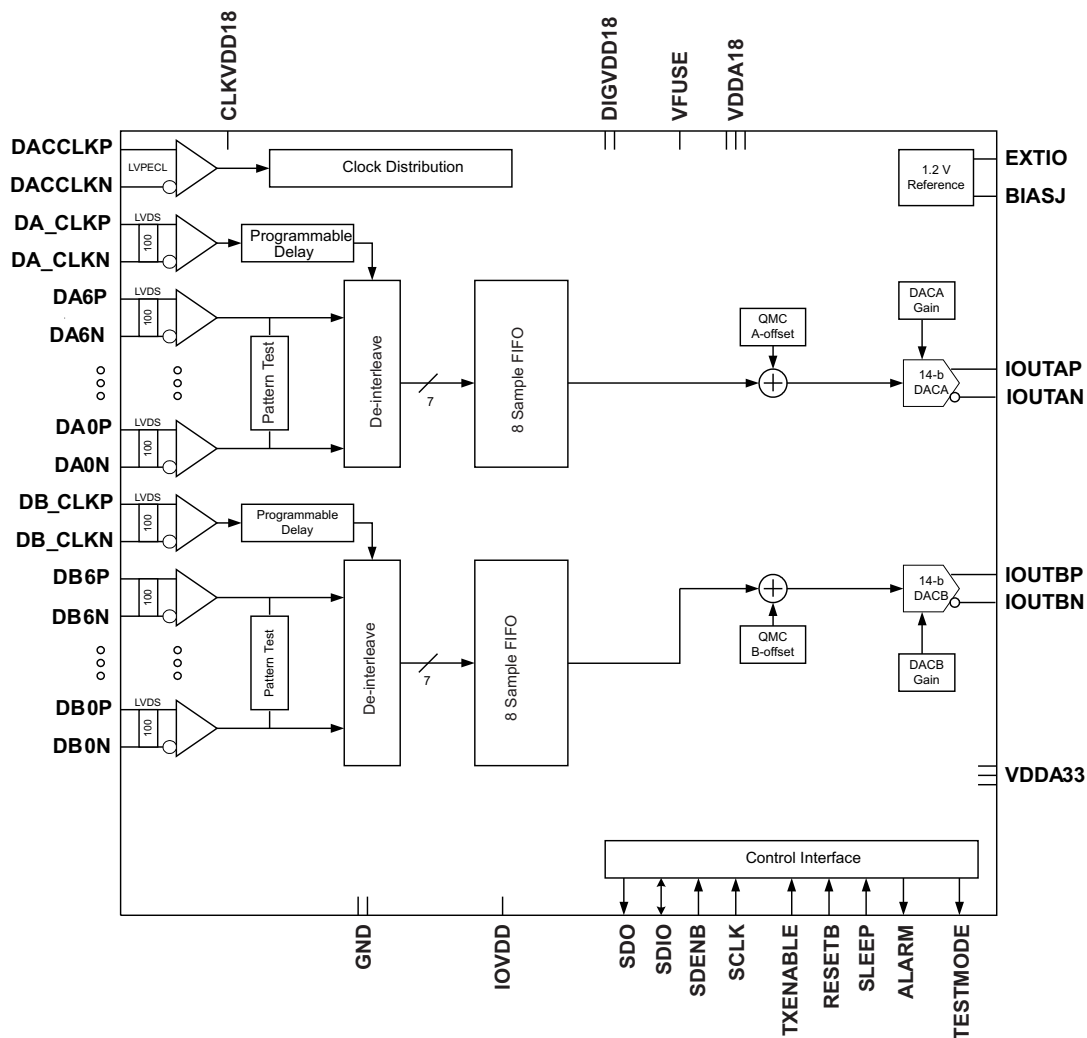 CLKVDD18
DIGVDD18
VFUSE
VDDA18
DACCLKP
LVPECL
DACCLKN
Clock Distribution
1.2 V
Reference
EXTIO
BIASJ
DA_CLKP
LVDS
100
DA_CLKN
Programmable
Delay
DA6P
LVDS
100
DA6N
Pattern Test
De-interleave
7
8 Sample FIFO
QMC
A-offset
DACA
Gain
14-b
DACA
IOUTAP
IOUTAN
DA0P
LVDS
100
DA0N
DB_CLKP
LVDS
100
DB_CLKN
Programmable
Delay
DB6P
100
DB6N
Pattern Test
De-interleave
7
8 Sample FIFO
QMC
B-offset
14-b
DACB
DACB
Gain
IOUTBP
IOUTBN
DB0P
LVDS
100
DB0N
VDDA33
Control Interface
GND
IOVDD
SDO
SDIO
SDENB
SCLK
TXENABLE
RESETB
SLEEP
ALARM
TESTMODE